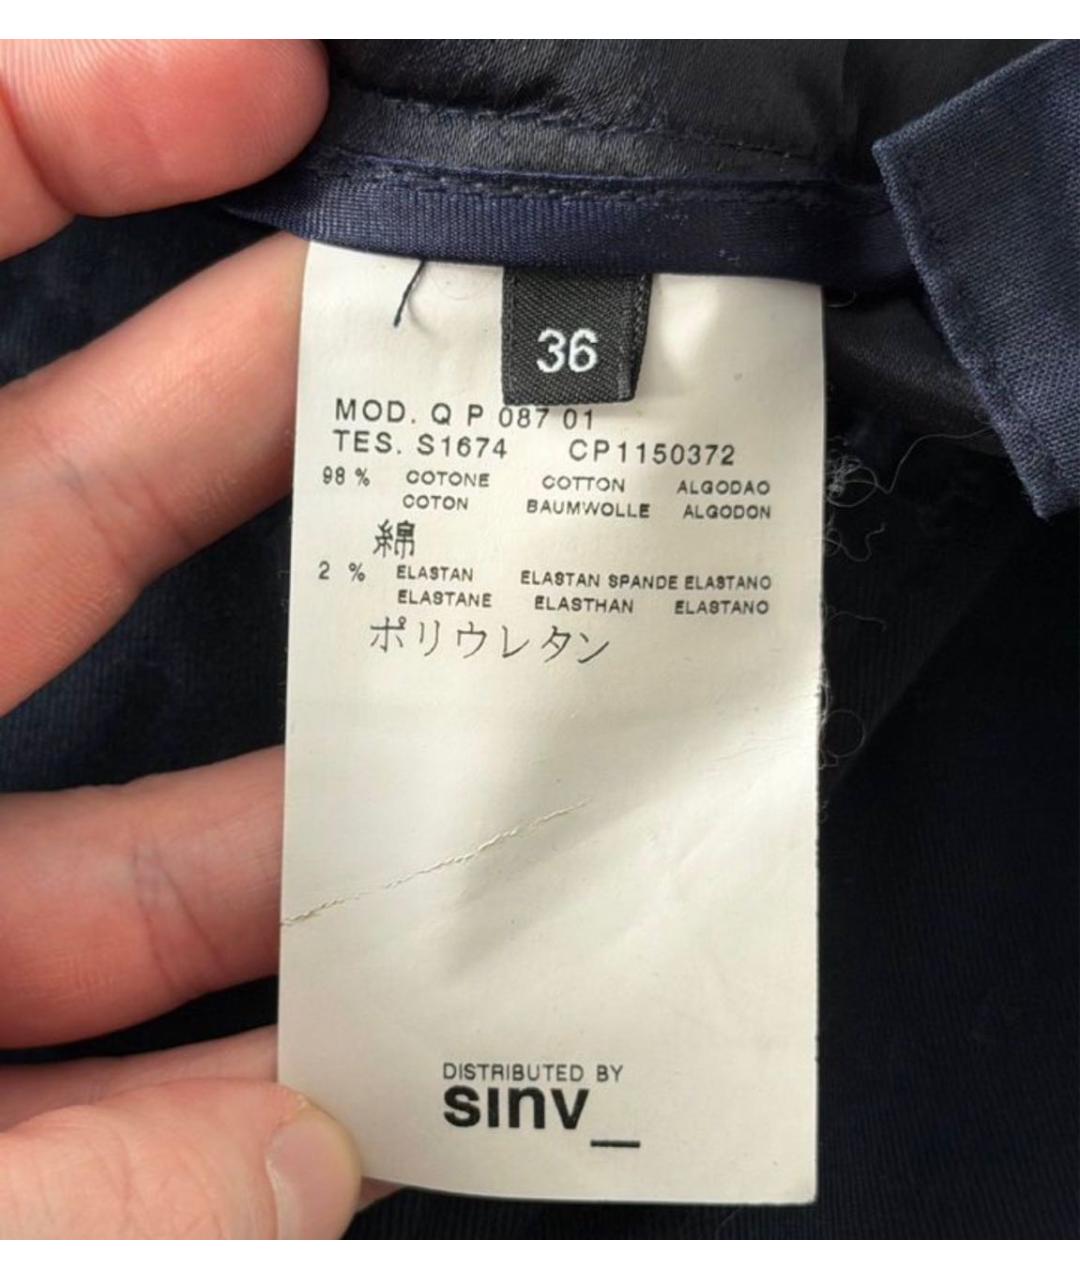 36
MOD. Q P 087 01
TES. S1674 CP1150372
98 % COTONE COTTON ALGODAO
COTON BAUMWOLLE ALGODON
綿
2 % ELASTAN ELASTAN SPANDE ELASTANO
ELASTANE ELASTHAN ELASTANO
ポリウレタン
DISTRIBUTED BY
sinv_